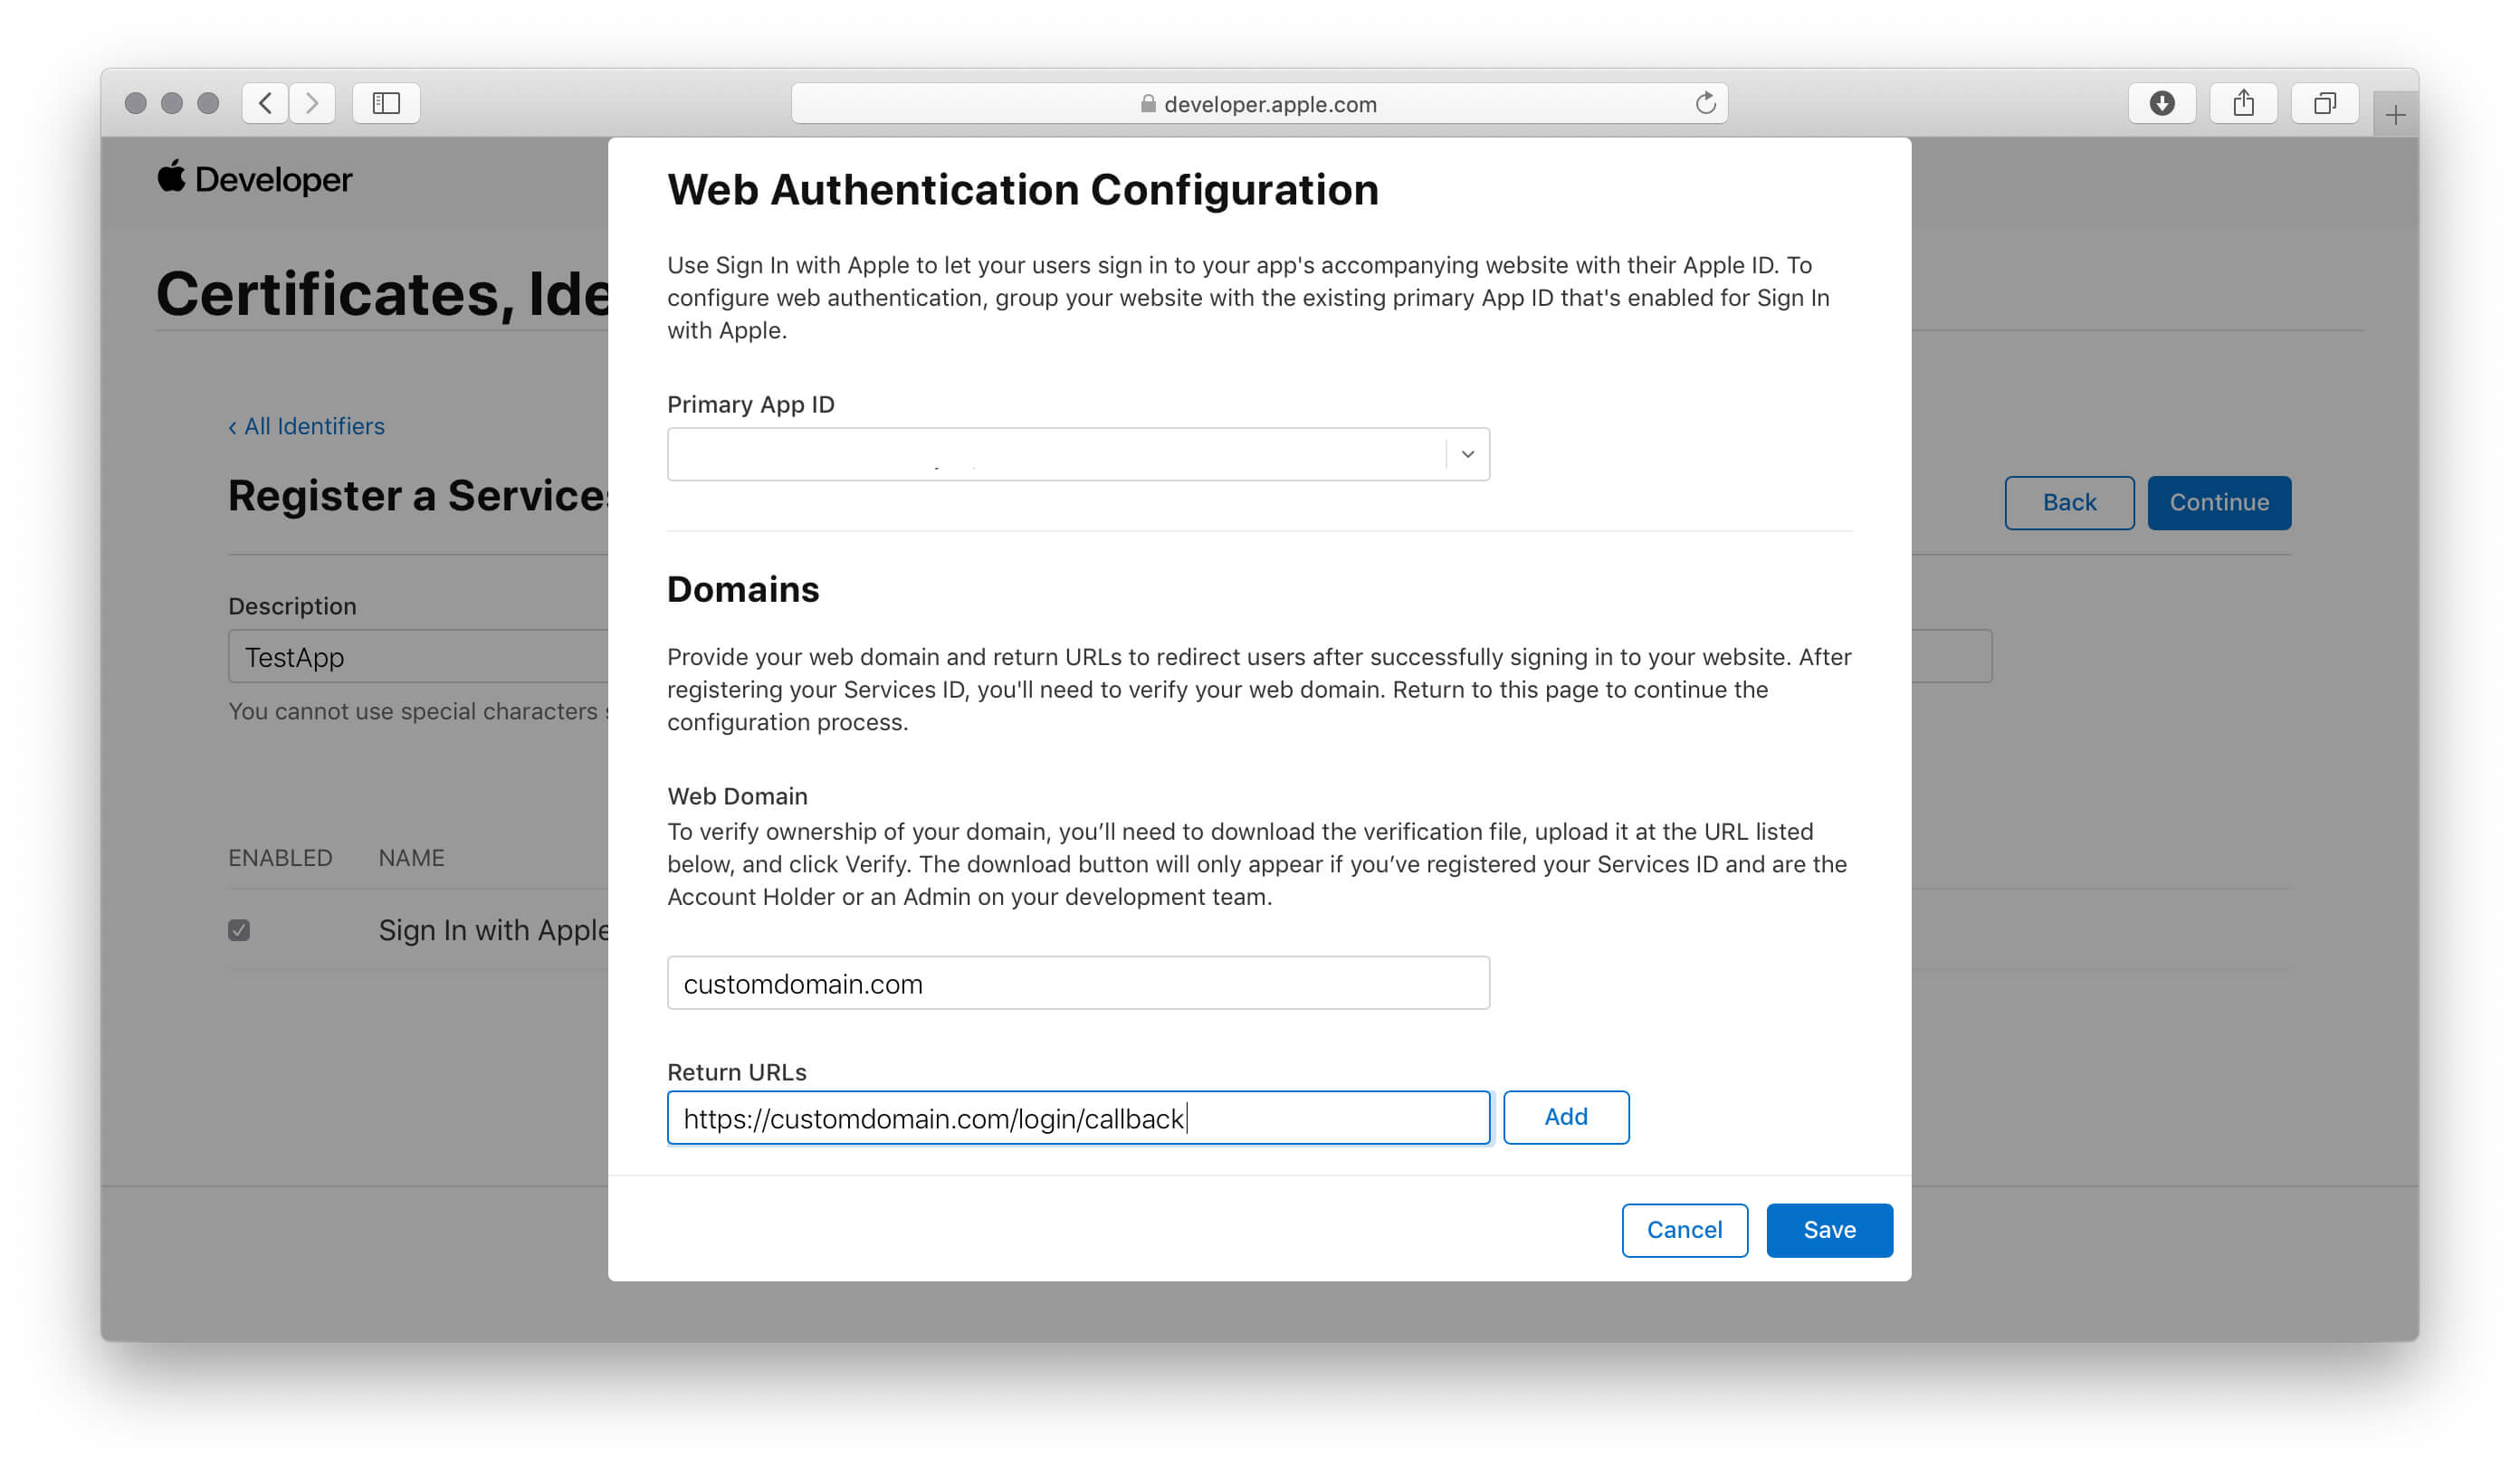 developer.apple.com
Developer
Certificates, Ide
‹ All Identifiers
Register a Services
Back
Continue
Description
TestApp
You cannot use special characters s
ENABLED NAME
Sign In with Apple
Web Authentication Configuration
Use Sign In with Apple to let your users sign in to your app's accompanying website with their Apple ID. To
configure web authentication, group your website with the existing primary App ID that's enabled for Sign In
with Apple.
Primary App ID
Domains
Provide your web domain and return URLs to redirect users after successfully signing in to your website. After
registering your Services ID, you'll need to verify your web domain. Return to this page to continue the
configuration process.
Web Domain
To verify ownership of your domain, you’ll need to download the verification file, upload it at the URL listed
below, and click Verify. The download button will only appear if you’ve registered your Services ID and are the
Account Holder or an Admin on your development team.
customdomain.com
Return URLs
https://customdomain.com/login/callback
Add
Cancel
Save